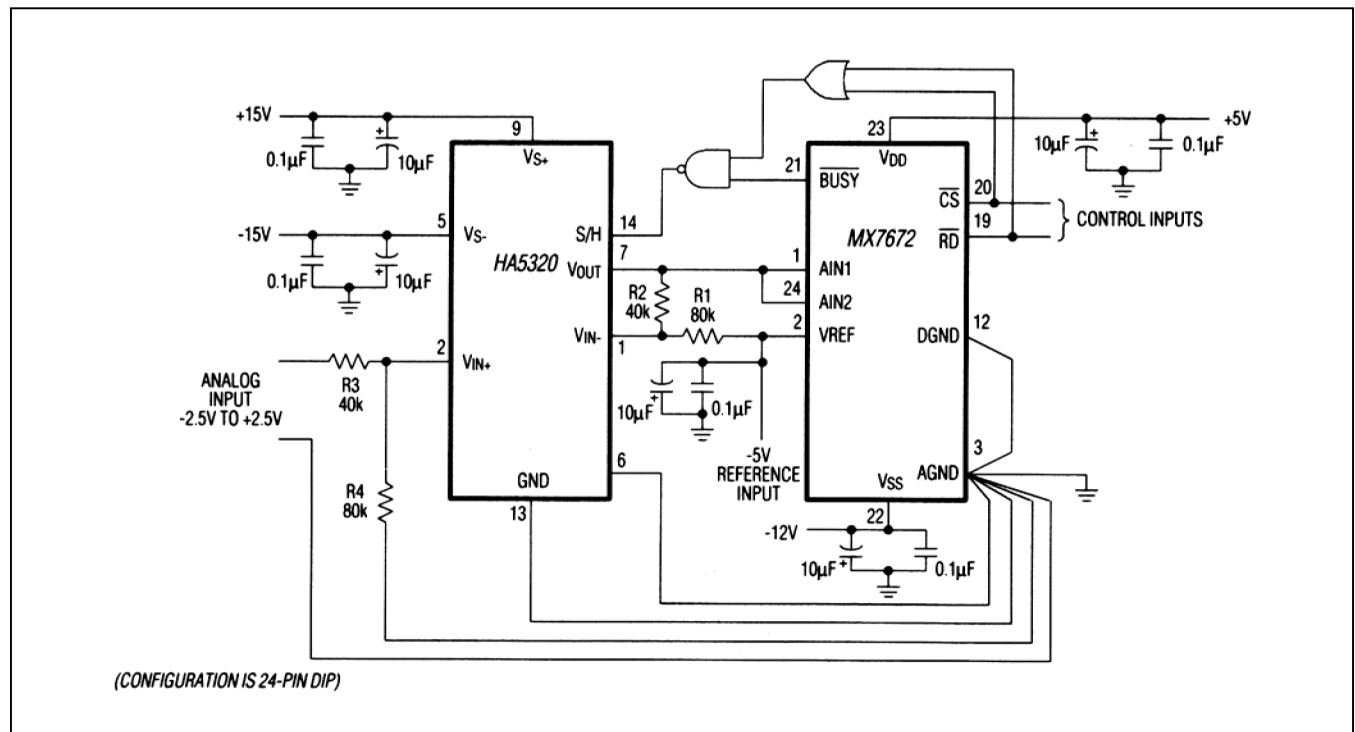 +15V
0.1µF
10µF
9
VS+
-15V
0.1µF
10µF
5
VS-
HA5320
14
S/H
7
VOUT
VIN-
1
2
VIN+
6
GND
13
ANALOG
INPUT
-2.5V TO +2.5V
R3
40k
R4
80k
R2
40k
R1
80k
10µF
0.1µF
-5V
REFERENCE
INPUT
23
VDD
21
BUSY
MX7672
1
AIN1
24
AIN2
2
VREF
20
CS
19
RD
CONTROL INPUTS
12
DGND
3
AGND
VSS
22
-12V
10µF
0.1µF
10µF
0.1µF
+5V
+
+
+
+
+
(CONFIGURATION IS 24-PIN DIP)